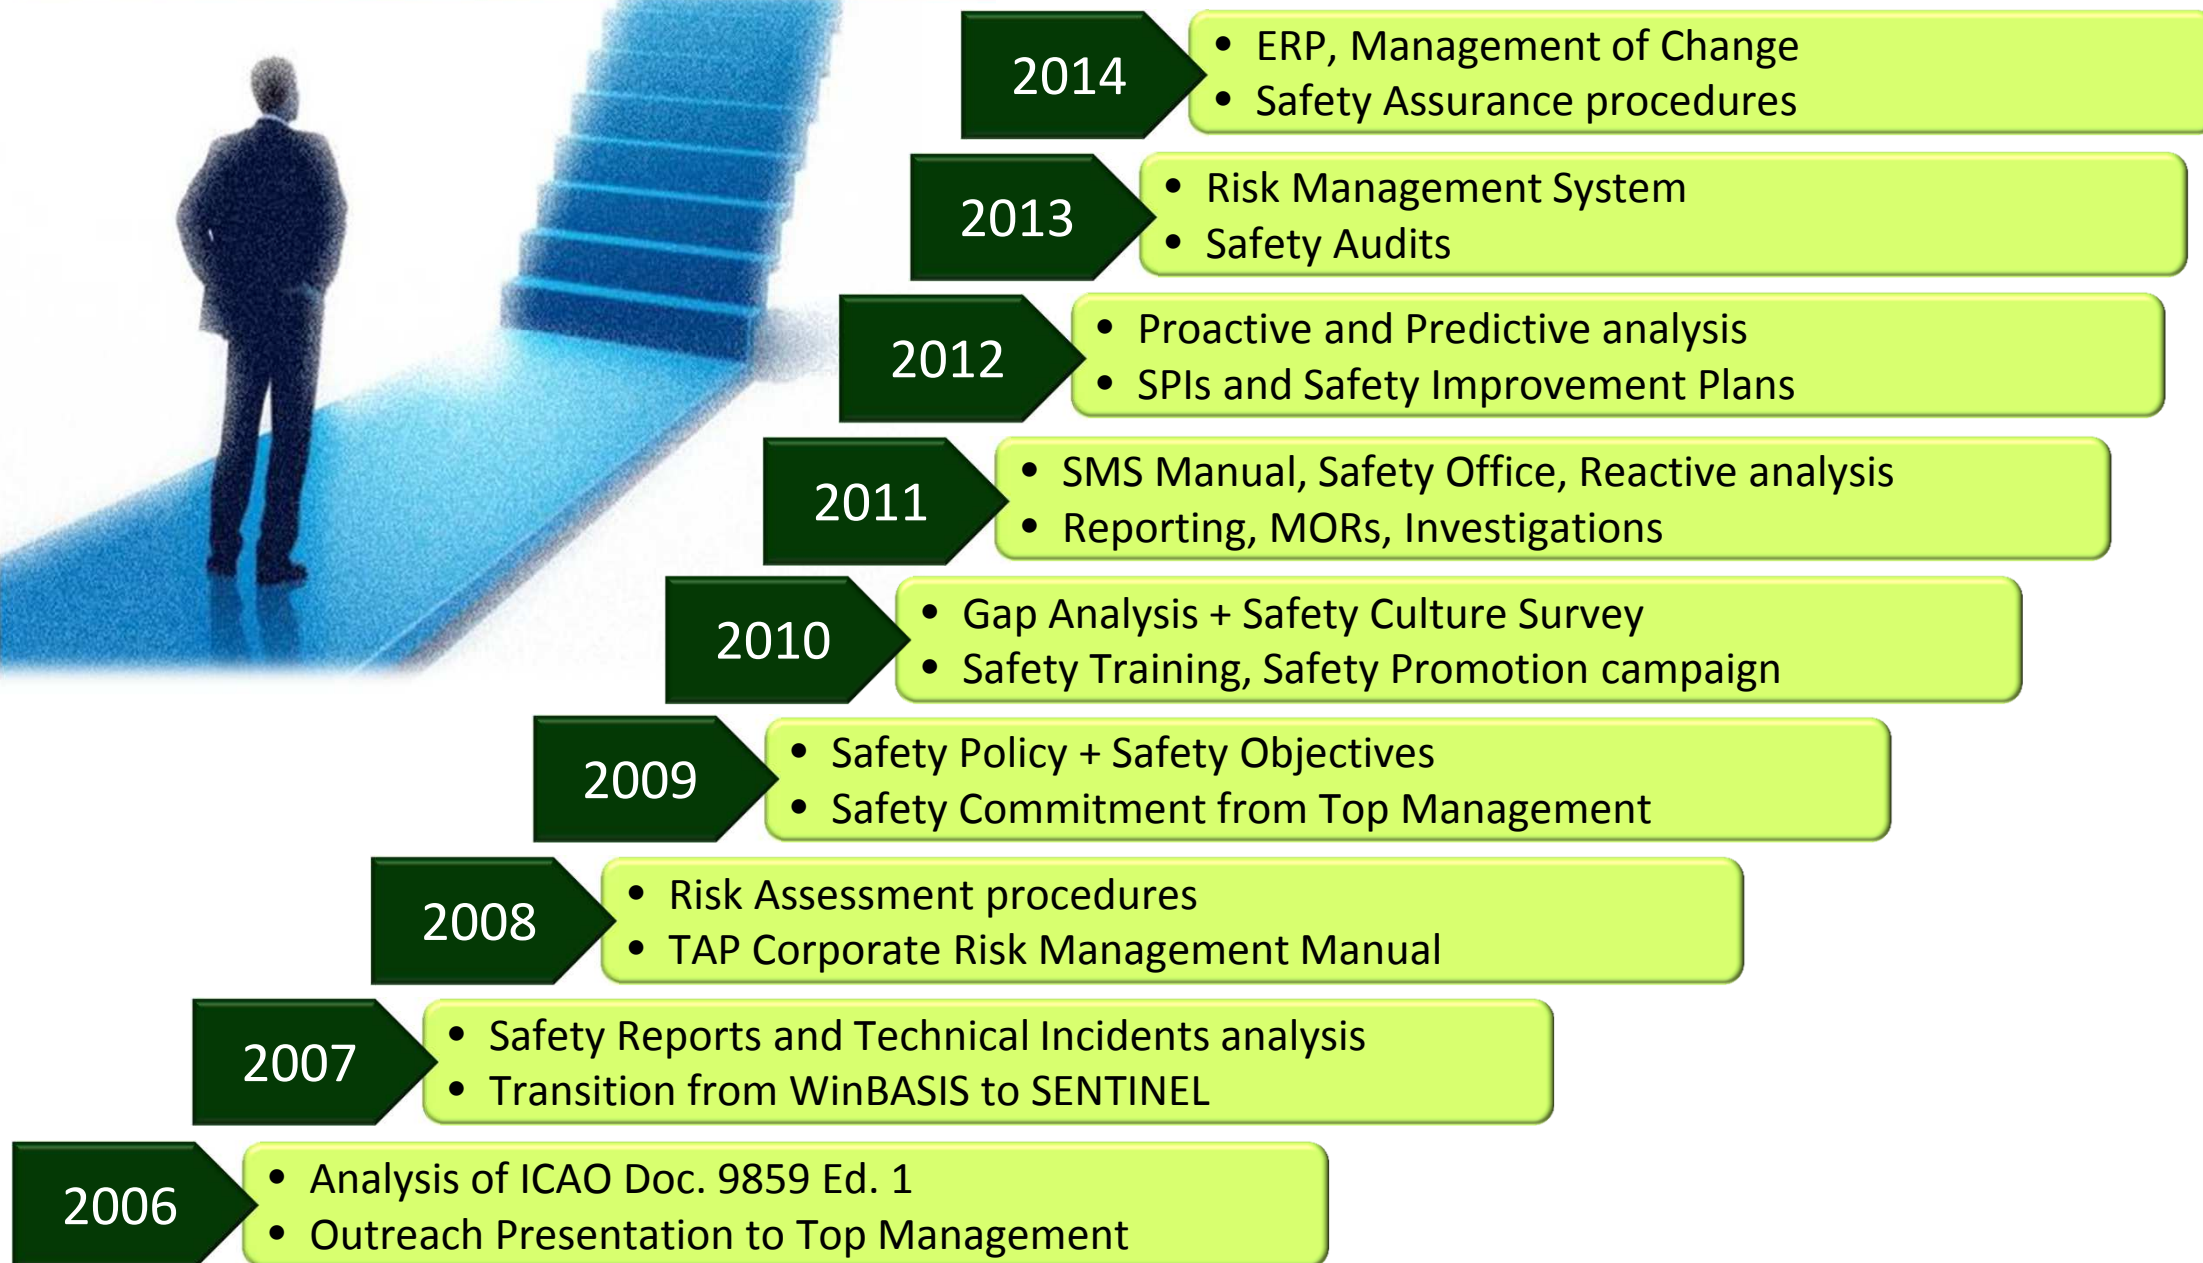 2014
• ERP, Management of Change
• Safety Assurance procedures
2013
• Risk Management System
• Safety Audits
2012
• Proactive and Predictive analysis
• SPIs and Safety Improvement Plans
2011
• SMS Manual, Safety Office, Reactive analysis
• Reporting, MORs, Investigations
2010
• Gap Analysis + Safety Culture Survey
• Safety Training, Safety Promotion campaign
2009
• Safety Policy + Safety Objectives
• Safety Commitment from Top Management
2008
• Risk Assessment procedures
• TAP Corporate Risk Management Manual
2007
• Safety Reports and Technical Incidents analysis
• Transition from WinBASIS to SENTINEL
2006
• Analysis of ICAO Doc. 9859 Ed. 1
• Outreach Presentation to Top Management